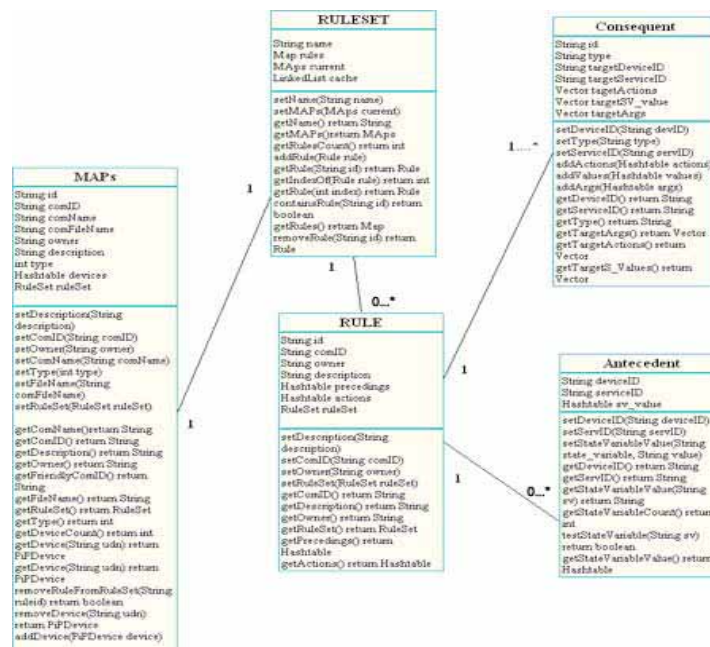 RULESET
String name
Map rules
MAps current
LinkedList cache
setName(String name)
setMAPs(MAps current)
getName() return String
getMAPs()return MAps
getRulesCount() return int
addRule(Rule rule)
getRule(String id) return Rule
getIndexOf(Rule rule) return int
getRule(int index) return Rule
containsRule(String id) return
boolean
getRules() return Map
removeRule(String id) return
Rule
Consequent
String id
String type
String targetDeviceID
String targetServiceID
Vector tagetActions
Vector targetSV_value
Vector targetArgs
setDeviceID(String devID)
setType(String type)
setServiceID(String servID)
addActions(Hashtable actions)
addValues(Hashtable values)
addArgs(Hashtable args)
getDeviceID() return String
getServiceID() return String
getType() return String
getTargetArgs() return Vector
getTargetActions() return
Vector
getTargetS_Values() return
Vector
MAPs
String id
String comID
String comName
String comFileName
String owner
String description
int type
Hashtable devices
RuleSet ruleSet
setDescription(String
description)
setComID(String comID)
setOwner(String owner)
setComName(String comName)
setType(int type)
setFileName(String
comFileName)
setRuleSet(RuleSet ruleSet)
getComName()return String
getComID() return String
getDescription() return String
getOwner() return String
getFriendlyComID() return
String
getFileName() return String
getRuleSet() return RuleSet
getType() return int
getDeviceCount() return int
getDevice(String udn) return
PiPDevice
getDevice(String udn) return
PiPDevice
removeRuleFromRuleSet(String
ruleid) return boolean
removeDevice(String udn)
return PiPDevice
addDevice(PiPDevice device)
RULE
String id
String comID
String owner
String description
Hashtable precedings
Hashtable actions
RuleSet ruleSet
setDescription(String
description)
setComID(String comID)
setOwner(String owner)
setRuleSet(RuleSet ruleSet)
getComID() return String
getDescription() return String
getOwner() return String
getRuleSet() return RuleSet
getPrecedings() return
Hashtable
getActions() return Hashtable
Antecedent
String deviceID
String serviceID
Hashtable sv_value
setDeviceID(String deviceID)
setServID(String servID)
setStateVariableValue(String
state_variable, String value)
getDeviceID() return String
getServID() return String
getStateVariableValue(String
sv) return String
getStateVariableCount() return
int
testStateVariable(String sv)
return boolean
getStateVariableValue() return
Hashtable
1
1
1
0...*
1....*
1
1
0...*